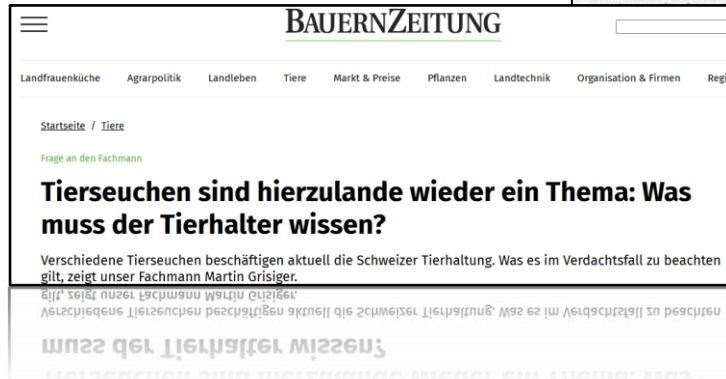 BAUERNZEITUNG
Landfrauenküche Agrarpolitik Landleben Tiere Markt & Preise Pflanzen Landtechnik Organisation & Firmen
Startseite / Tiere
Frage an den Fachmann
Tierseuchen sind hierzulande wieder ein Thema: Was
muss der Tierhalter wissen?
Verschiedene Tierseuchen beschäftigen aktuell die Schweizer Tierhaltung. Was es im Verdachtsfall zu beachten
gilt, zeigt unser Fachmann Martin Grisiger.